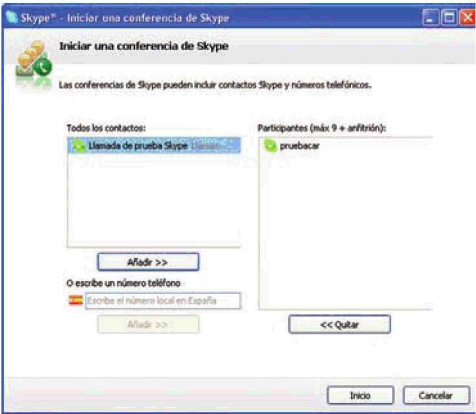 Skype™ - Iniciar una conferencia de Skype
Iniciar una conferencia de Skype
Las conferencias de Skype pueden incluir contactos Skype y números telefónicos.
Todos los contactos:
Llamada de prueba Skype
Añadir >>
O escribe un número teléfono
Escribe el número local en España
Añadir >>
Participantes (máx 9 + anfitrión):
pruebacar
<< Quitar
Inicio
Cancelar